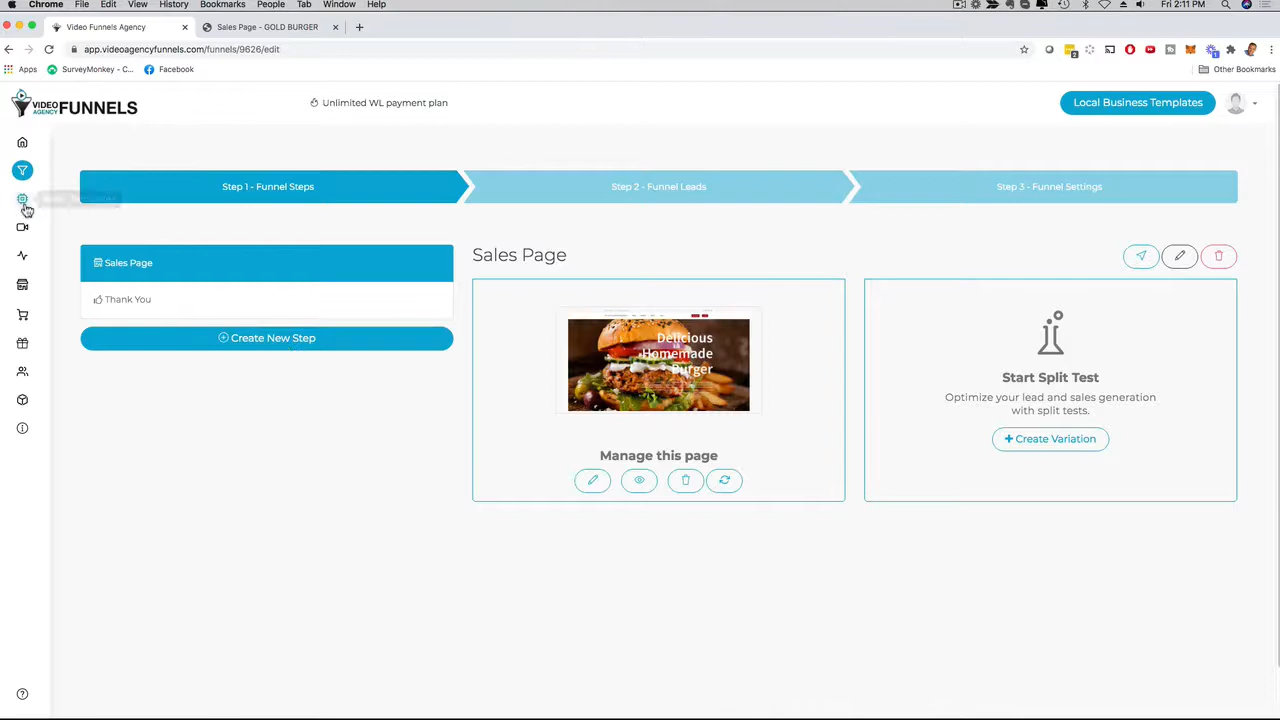 Chrome File Edit View History Bookmarks People Tab Window Help
Fri 2:11 PM
Video Funnels Agency
Sales Page - GOLD BURGER
app.videoagencyfunnels.com/funnels/9626/edit
2
1
Apps SurveyMonkey - C... Facebook Other Bookmarks
VIDEO AGENCY FUNNELS
Unlimited WL payment plan
Local Business Templates
Step 1 - Funnel Steps
Step 2 - Funnel Leads
Step 3 - Funnel Settings
Sales Page
Thank You
Create New Step
Sales Page
Delicious
Homemade
Burger
Manage this page
Start Split Test
Optimize your lead and sales generation
with split tests.
+ Create Variation